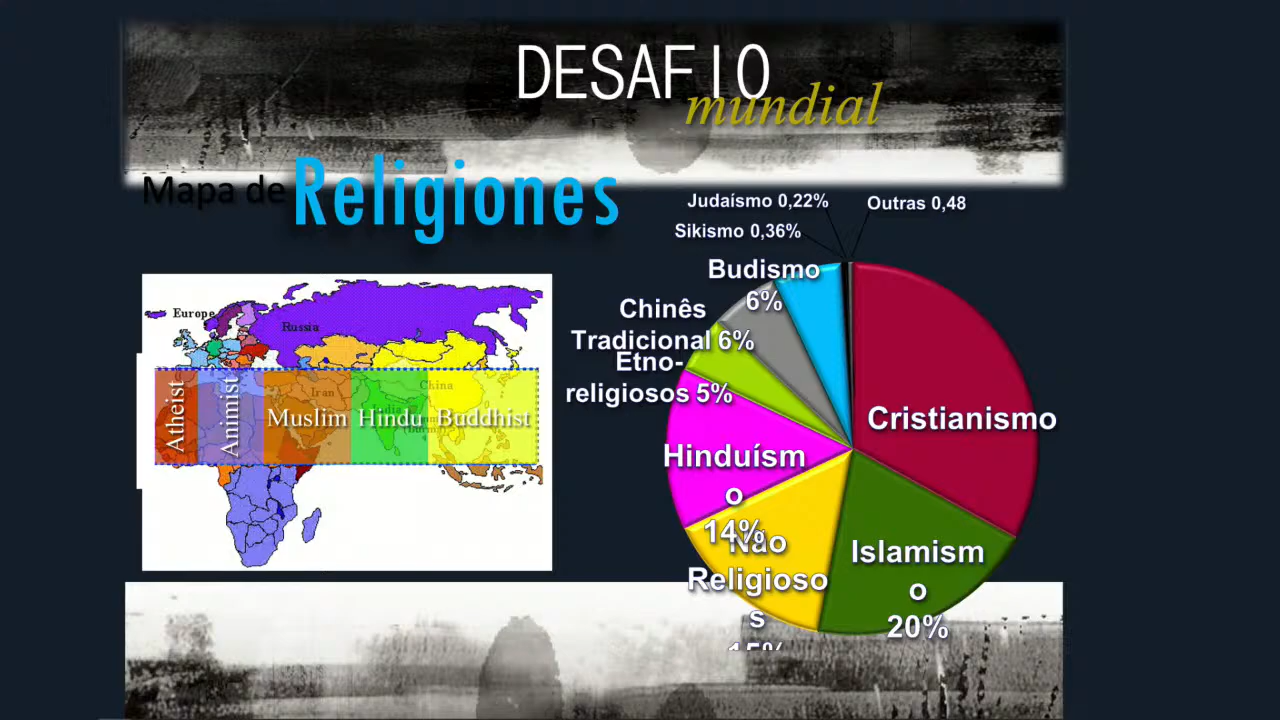 DESAFIO
mundial
Mapa de Religiones
Judaísmo 0,22%
Outras 0,48
Sikismo 0,36%
Budismo
6%
Chinês
Tradicional 6%
Etno-
religiosos 5%
Cristianismo
Hinduísm
o
14%
Não
Religioso
s
15%
Islamism
o
20%
Europe
Russia
Iran
China
Atheist
Animist
Muslim
Hindu
Buddhist